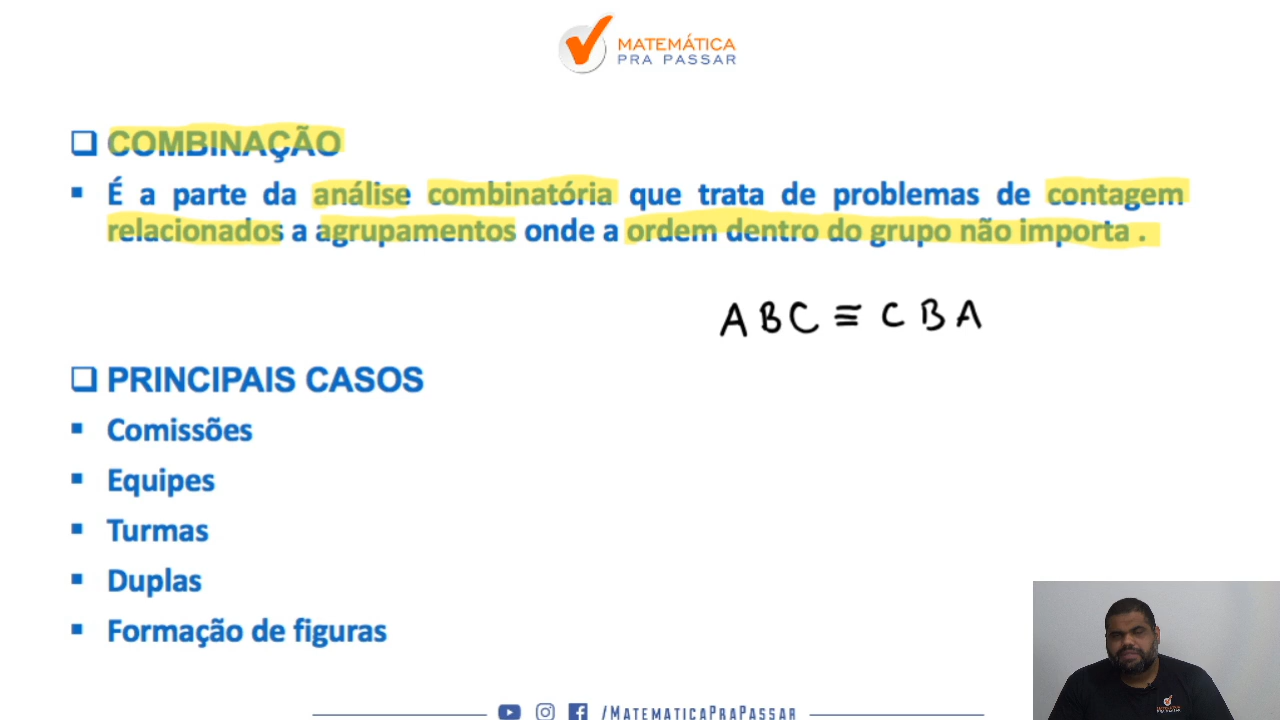 MATEMÁTICA
PRA PASSAR
COMBINAÇÃO
É a parte da análise combinatória que trata de problemas de contagem
relacionados a agrupamentos onde a ordem dentro do grupo não importa .
ABC ≅ CBA
PRINCIPAIS CASOS
Comissões
Equipes
Turmas
Duplas
Formação de figuras
/MATEMATICAPRAPASSAR